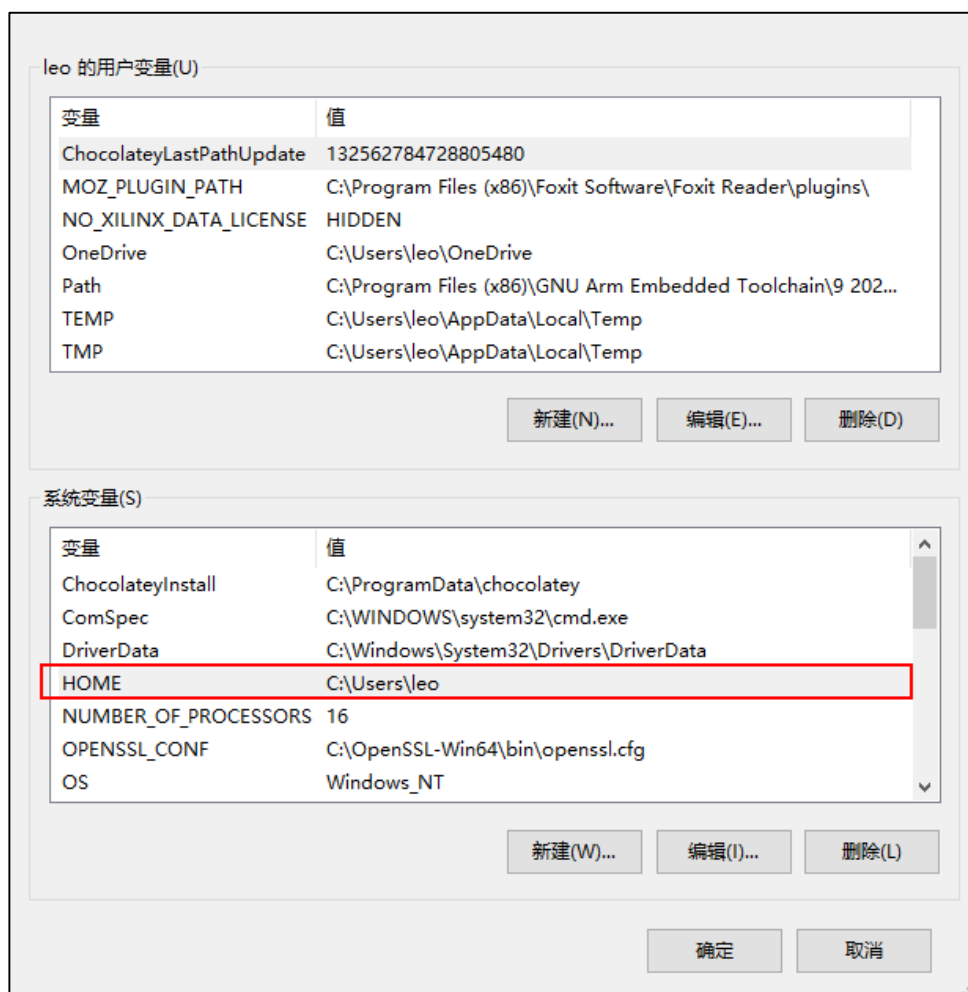 leo 的用户变量(U)
变量 值
ChocolateyLastPathUpdate 132562784728805480
MOZ_PLUGIN_PATH C:\Program Files (x86)\Foxit Software\Foxit Reader\plugins\
NO_XILINX_DATA_LICENSE HIDDEN
OneDrive C:\Users\leo\OneDrive
Path C:\Program Files (x86)\GNU Arm Embedded Toolchain\9 202...
TEMP C:\Users\leo\AppData\Local\Temp
TMP C:\Users\leo\AppData\Local\Temp
新建(N)... 编辑(E)... 删除(D)
系统变量(S)
变量 值
ChocolateyInstall C:\ProgramData\chocolatey
ComSpec C:\WINDOWS\system32\cmd.exe
DriverData C:\Windows\System32\Drivers\DriverData
HOME C:\Users\leo
NUMBER_OF_PROCESSORS 16
OPENSSL_CONF C:\OpenSSL-Win64\bin\openssl.cfg
OS Windows_NT
新建(W)... 编辑(I)... 删除(L)
确定 取消